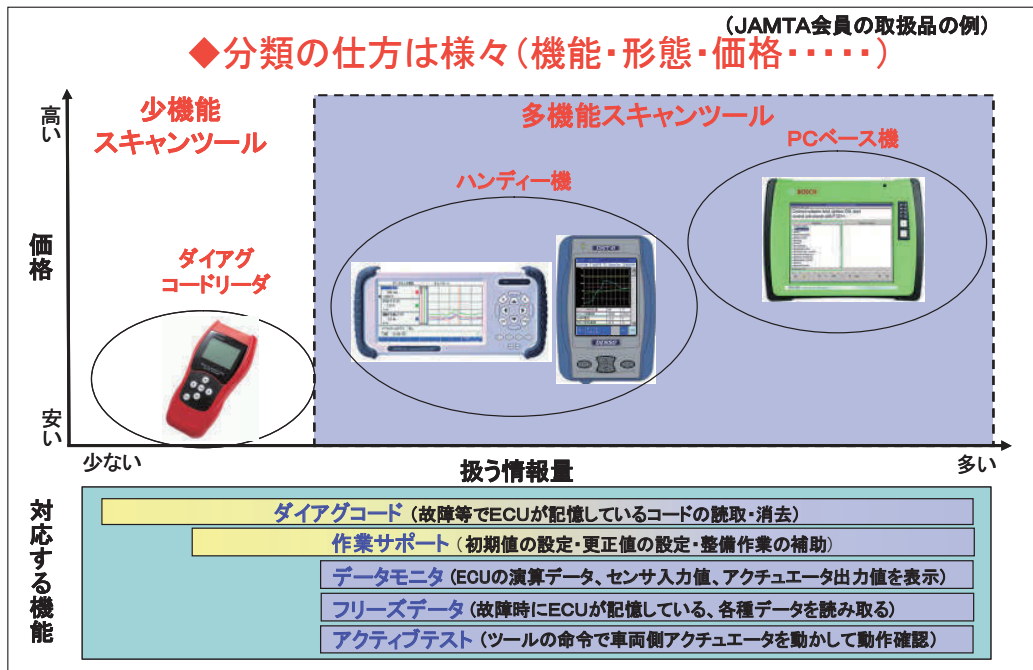 （JAMTA会員の取扱品の例）
◆分類の仕方は様々（機能・形態・価格・・・・・）
高い
少機能
スキャンツール
多機能スキャンツール
PCベース機
ハンディー機
BOSCH
価格
ダイアグ
コードリーダ
DENSO
安い
少ない
扱う情報量
多い
対応する機能
ダイアグコード（故障等でECUが記憶しているコードの読取・消去）
作業サポート（初期値の設定・更正値の設定・整備作業の補助）
データモニタ（ECUの演算データ、センサ入力値、アクチュエータ出力値を表示）
フリーズデータ（故障時にECUが記憶している、各種データを読み取る）
アクティブテスト（ツールの命令で車両側アクチュエータを動かして動作確認）